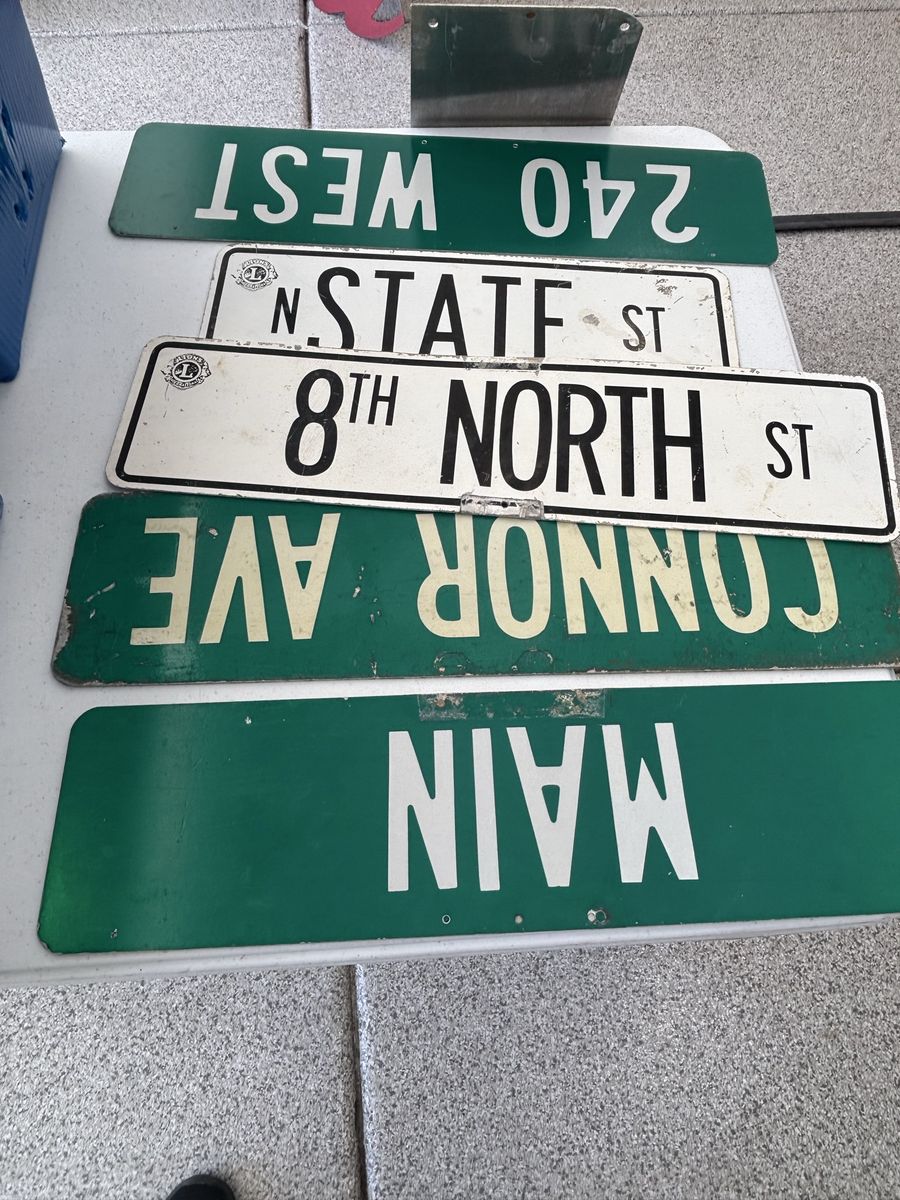 240 WEST
N STATE ST
8TH NORTH ST
CONNOR AVE
MAIN